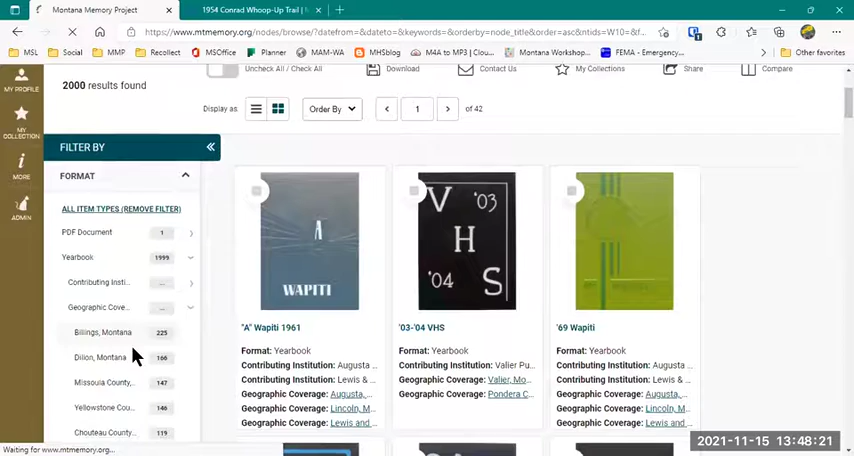 Montana Memory Project
1954 Conrad Whoop-Up Trail |
https://www.mtmemory.org/nodes/browse/?datefrom=&dateto=&keywords=&orderby=node_title&order=asc&ntids=W10=&f...
MSL
Social
MMP
Recollect
MSOffice
Planner
MAM-WA
MHSblog
M4A to MP3 | Clou...
Montana Workshop...
FEMA - Emergency...
Other favorites
MY PROFILE
MY COLLECTION
MORE
ADMIN
Uncheck All / Check All
Download
Contact Us
My Collections
Share
Compare
2000 results found
Display as
Order By
1
of 42
FILTER BY
FORMAT
ALL ITEM TYPES (REMOVE FILTER)
PDF Document 1
Yearbook 1999
Contributing Insti... ...
Geographic Cove... ...
Billings, Montana 225
Dillon, Montana 166
Missoula County,... 147
Yellowstone Cou... 146
Chouteau County... 119
A
WAPITI
"A" Wapiti 1961
Format: Yearbook
Contributing Institution: Augusta ...
Contributing Institution: Lewis & ...
Geographic Coverage: Augusta,...
Geographic Coverage: Lincoln, M...
Geographic Coverage: Lewis and ...
V '03
H
'04 S
'03-'04 VHS
Format: Yearbook
Contributing Institution: Valier Pu...
Geographic Coverage: Valier, Mo...
Geographic Coverage: Pondera C...
'69 Wapiti
Format: Yearbook
Contributing Institution: Augusta ...
Contributing Institution: Lewis & ...
Geographic Coverage: Augusta,...
Geographic Coverage: Lincoln, M...
Geographic Coverage: Lewis and ...
Waiting for www.mtmemory.org...
2021-11-15 13:48:21